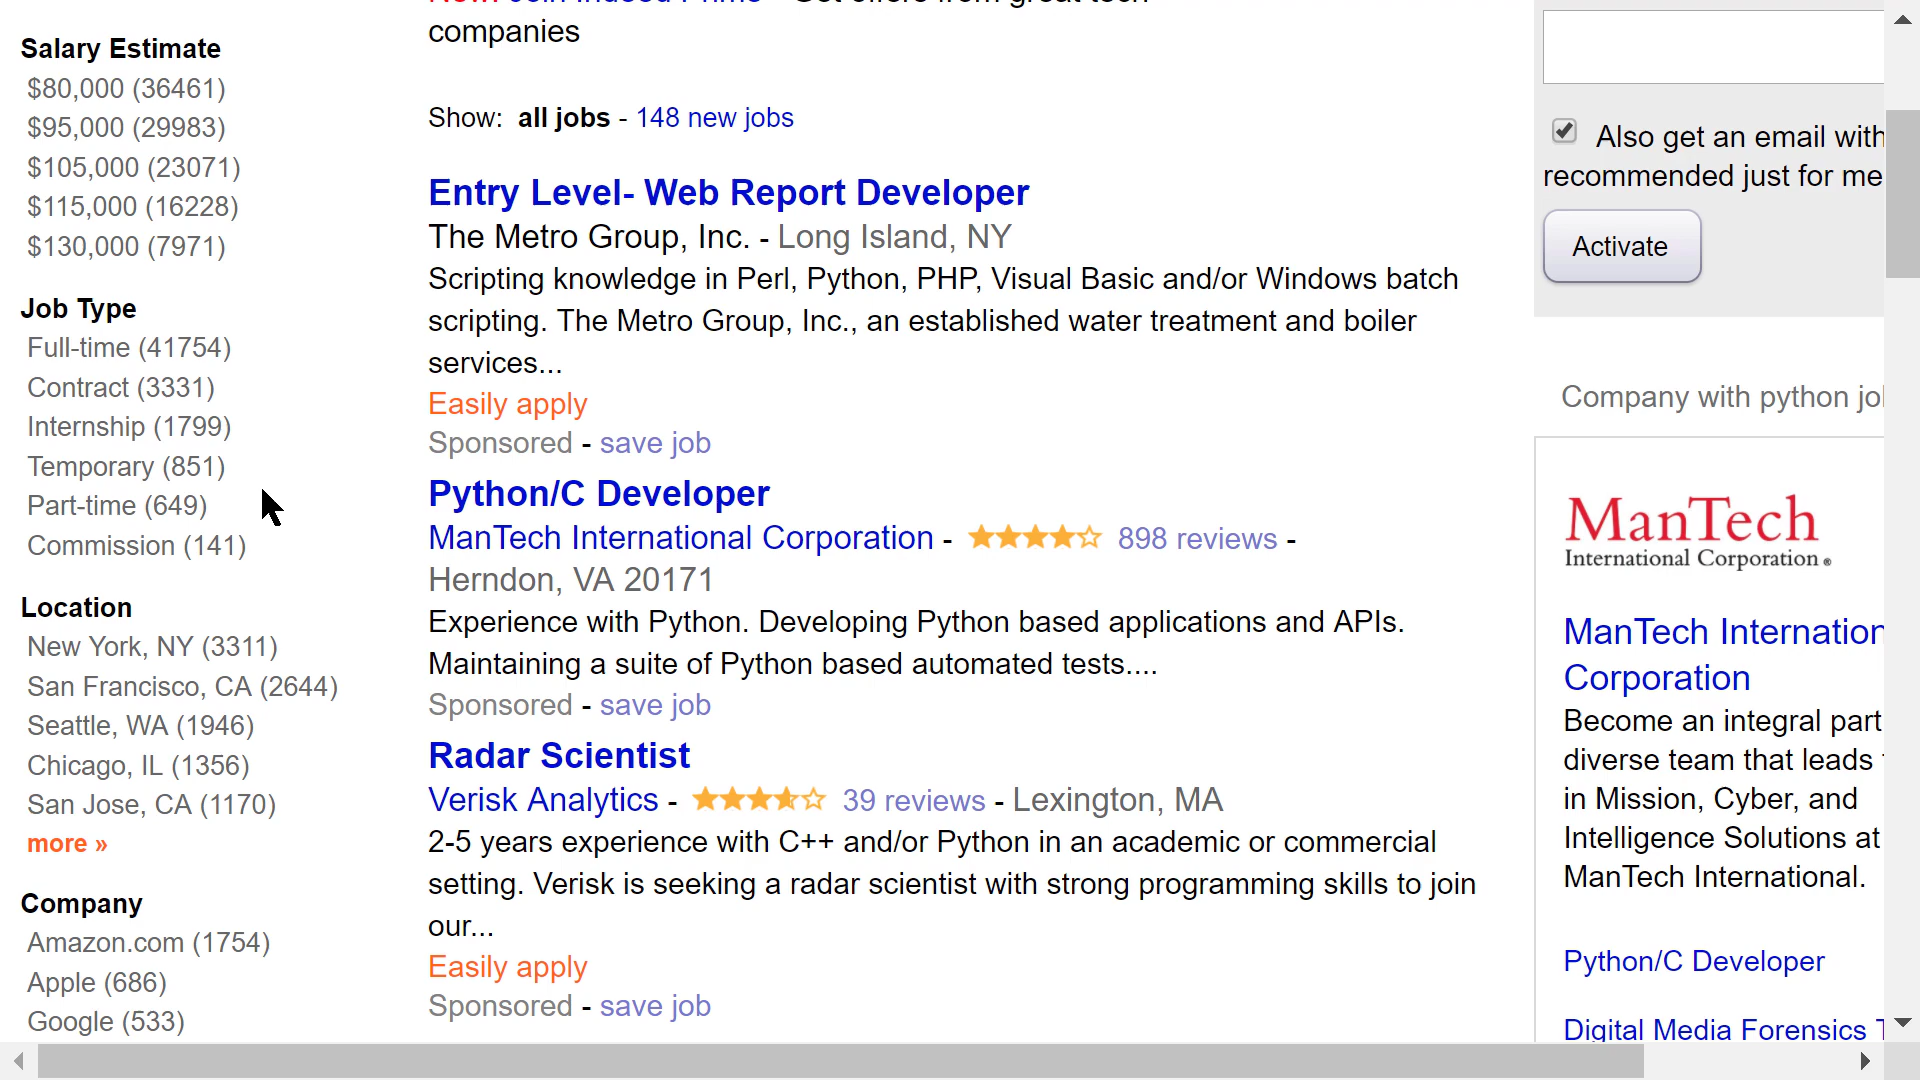 Salary Estimate
$80,000 (36461)
$95,000 (29983)
$105,000 (23071)
$115,000 (16228)
$130,000 (7971)
Job Type
Full-time (41754)
Contract (3331)
Internship (1799)
Temporary (851)
Part-time (649)
Commission (141)
Location
New York, NY (3311)
San Francisco, CA (2644)
Seattle, WA (1946)
Chicago, IL (1356)
San Jose, CA (1170)
more »
Company
Amazon.com (1754)
Apple (686)
Google (533)
companies
Show: all jobs - 148 new jobs
Entry Level- Web Report Developer
The Metro Group, Inc. - Long Island, NY
Scripting knowledge in Perl, Python, PHP, Visual Basic and/or Windows batch
scripting. The Metro Group, Inc., an established water treatment and boiler
services...
Easily apply
Sponsored - save job
Python/C Developer
ManTech International Corporation - 898 reviews -
Herndon, VA 20171
Experience with Python. Developing Python based applications and APIs.
Maintaining a suite of Python based automated tests....
Sponsored - save job
Radar Scientist
Verisk Analytics - 39 reviews - Lexington, MA
2-5 years experience with C++ and/or Python in an academic or commercial
setting. Verisk is seeking a radar scientist with strong programming skills to join
our...
Easily apply
Sponsored - save job
Also get an email with
recommended just for me
Activate
Company with python jo
ManTech
International Corporation ®
ManTech Internation
Corporation
Become an integral part
diverse team that leads
in Mission, Cyber, and
Intelligence Solutions at
ManTech International.
Python/C Developer
Digital Media Forensics T